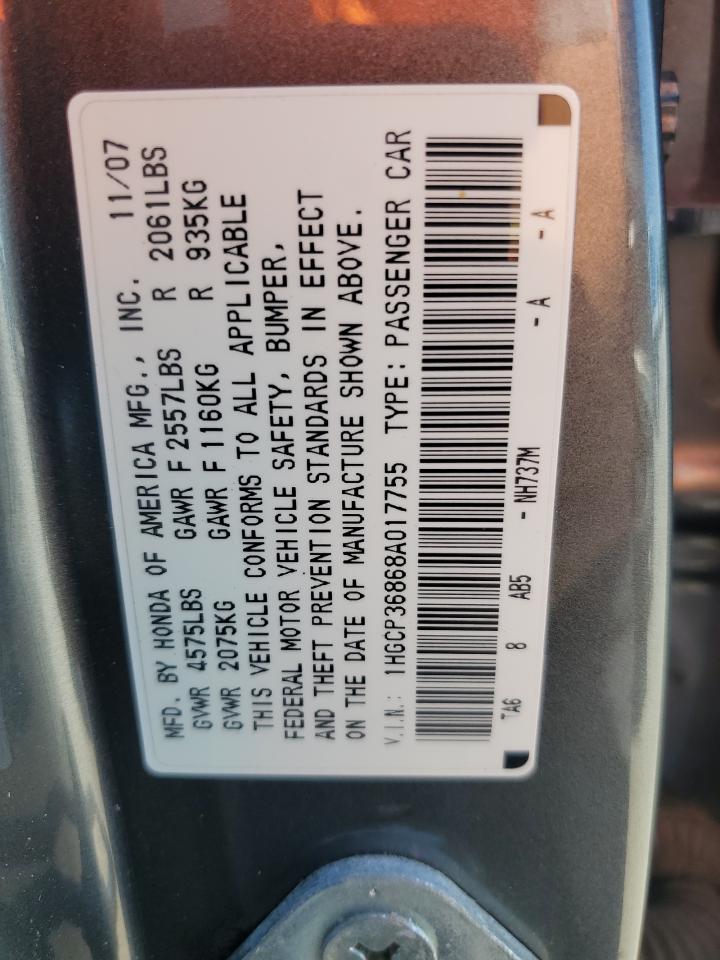 MFD. BY HONDA OF AMERICA MFG., INC. 11/07
GVWR 4575LBS GAWR F 2557LBS R 2061LBS
GVWR 2075KG GAWR F 1160KG R 935KG
THIS VEHICLE CONFORMS TO ALL APPLICABLE
FEDERAL MOTOR VEHICLE SAFETY, BUMPER,
AND THEFT PREVENTION STANDARDS IN EFFECT
ON THE DATE OF MANUFACTURE SHOWN ABOVE.
V.I.N.: 1HGCP36868A017755 TYPE: PASSENGER CAR
TA6 8 AB5 - NH737M - A - A